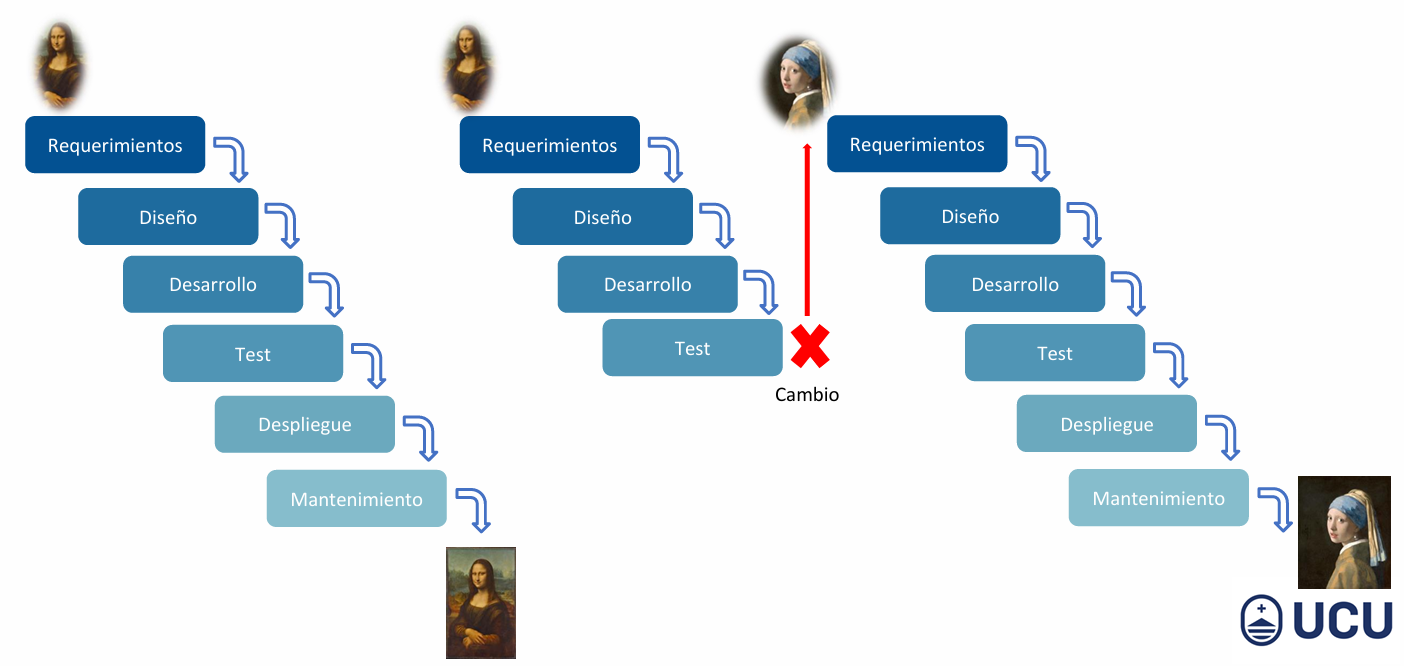 Requerimientos
Diseño
Desarrollo
Test
Despliegue
Mantenimiento
Requerimientos
Diseño
Desarrollo
Test
Cambio
Requerimientos
Diseño
Desarrollo
Test
Despliegue
Mantenimiento
UCU